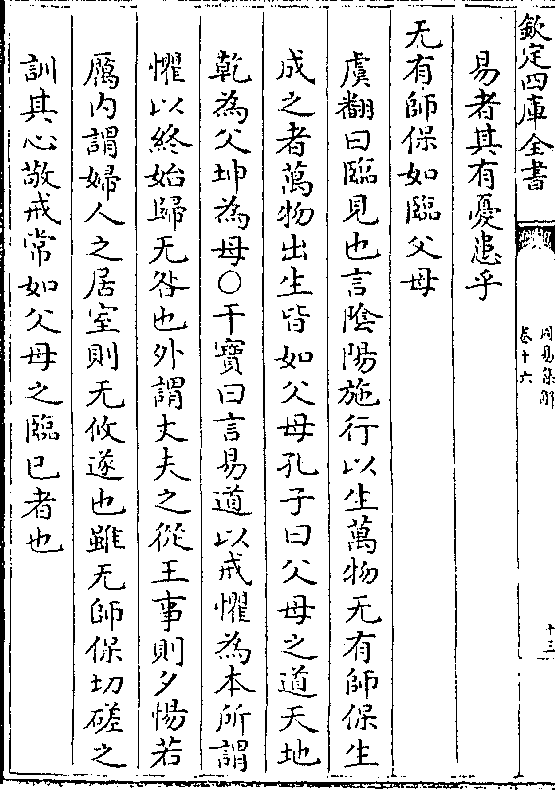 欽定四庫全書
周易集解
卷十六
十三
易者其有憂患乎
无有師保如臨父母
虞翻曰臨見也言陰陽施行以生萬物无有師保生
成之者萬物出生皆如父母孔子曰父母之道天地
乾為父坤為母○干寶曰言易道以戒懼為本所謂
懼以終始歸无咎也外謂丈夫之從王事則夕惕若
厲内謂婦人之居室則无攸遂也雖无師保切磋之
訓其心敬戒常如父母之臨已者也